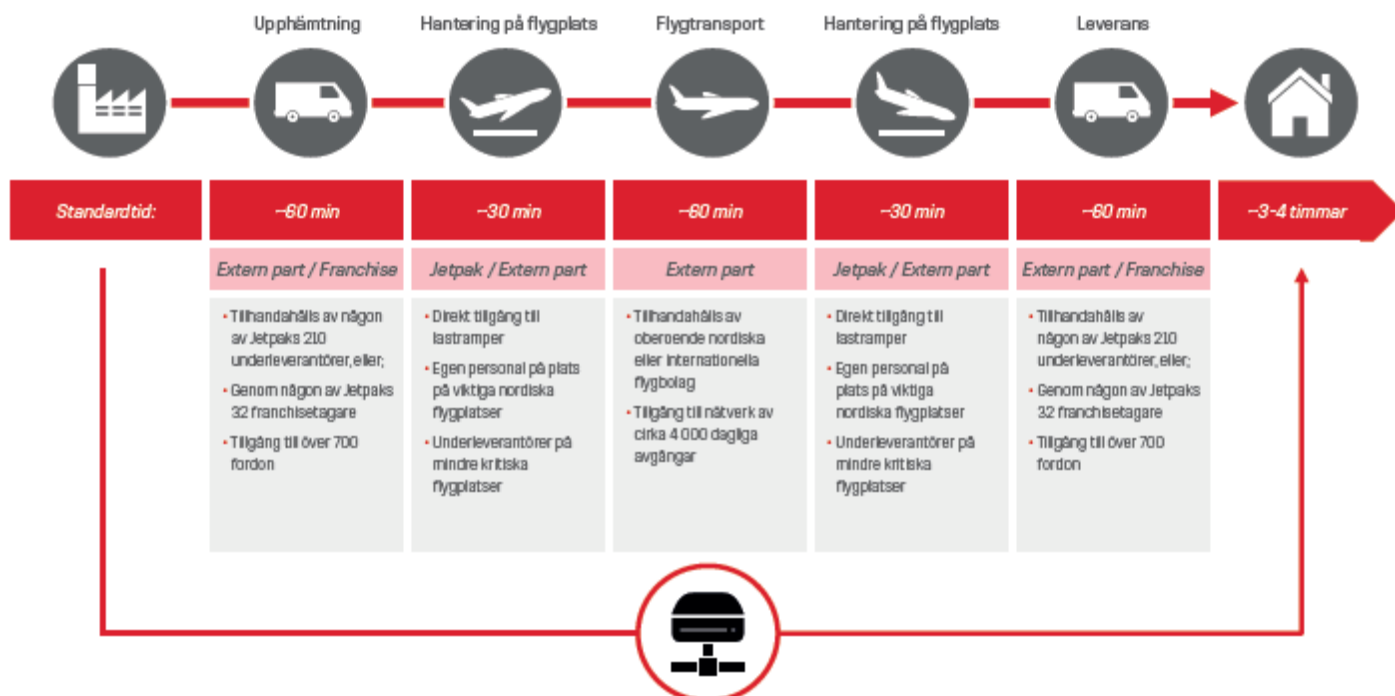 Upphämtning
Hantering på flygplats
Flygtransport
Hantering på flygplats
Leverans
Standardtid:
~60 min
~30 min
~60 min
~30 min
~60 min
~3-4 timmar
Extern part / Franchise
Jetpak / Extern part
Extern part
Jetpak / Extern part
Extern part / Franchise
• Tillhandahålls av någon
av Jetpaks 210
underleverantörer, eller;
• Genom någon av Jetpaks
32 franchisetagare
• Tillgång till över 700
fordon
• Direkt tillgång till
lastramper
• Egen personal på plats
på viktiga nordiska
flygplatser
• Underleverantörer på
mindre kritiska
flygplatser
• Tillhandahålls av
oberoende nordiska
eller internationella
flygbolag
• Tillgång till nätverk av
cirka 4 000 dagliga
avgångar
• Direkt tillgång till
lastramper
• Egen personal på
plats på viktiga
nordiska flygplatser
• Underleverantörer på
mindre kritiska
flygplatser
• Tillhandahålls av
någon av Jetpaks 210
underleverantörer, eller;
• Genom någon av Jetpaks
32 franchisetagare
• Tillgång till över 700
fordon